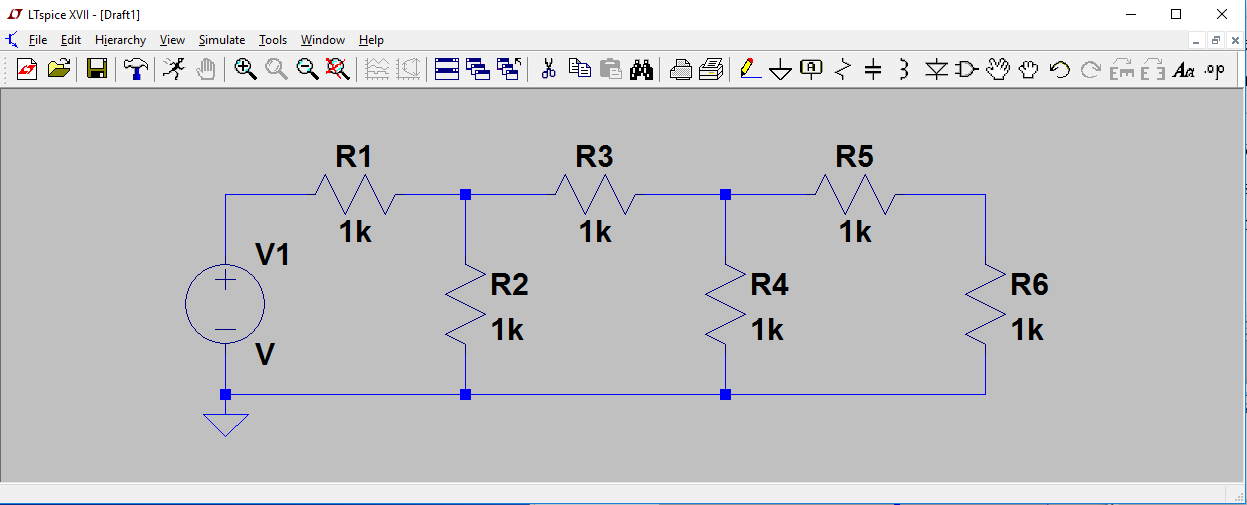 LTspice XVII - [Draft1]
File Edit Hierarchy View Simulate Tools Window Help
A Aa .op
R1 R3 R5
1k 1k 1k
V1
R2 R4 R6
1k 1k 1k
V